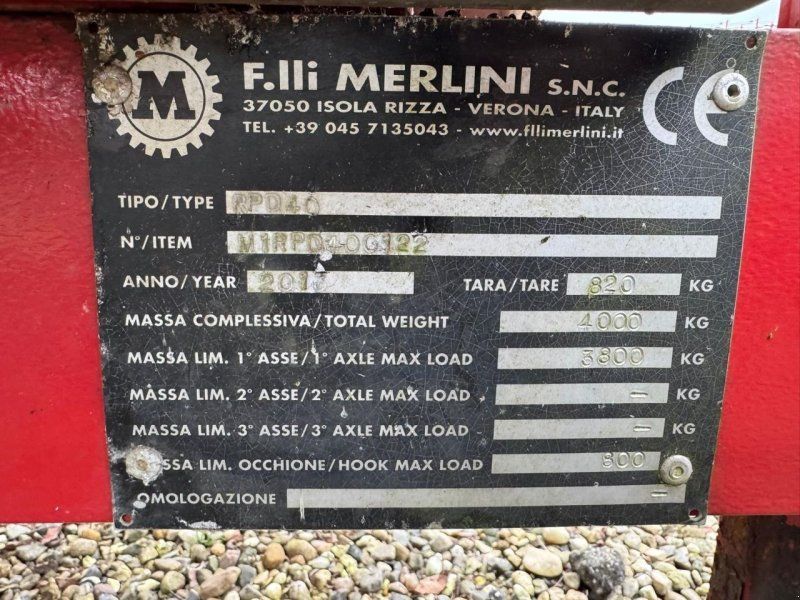 M
F.lli MERLINI S.N.C.
37050 ISOLA RIZZA - VERONA - ITALY
TEL. +39 045 7135043 - www.fllimerlini.it
CE
TIPO/TYPE RPD40
N°/ITEM
ANNO/YEAR TARA/TARE 820 KG
MASSA COMPLESSIVA/TOTAL WEIGHT 4000 KG
MASSA LIM. 1° ASSE/1° AXLE MAX LOAD 3800 KG
MASSA LIM. 2° ASSE/2° AXLE MAX LOAD - KG
MASSA LIM. 3° ASSE/3° AXLE MAX LOAD - KG
SSA LIM. OCCHIONE/HOOK MAX LOAD 800
OMOLOGAZIONE -